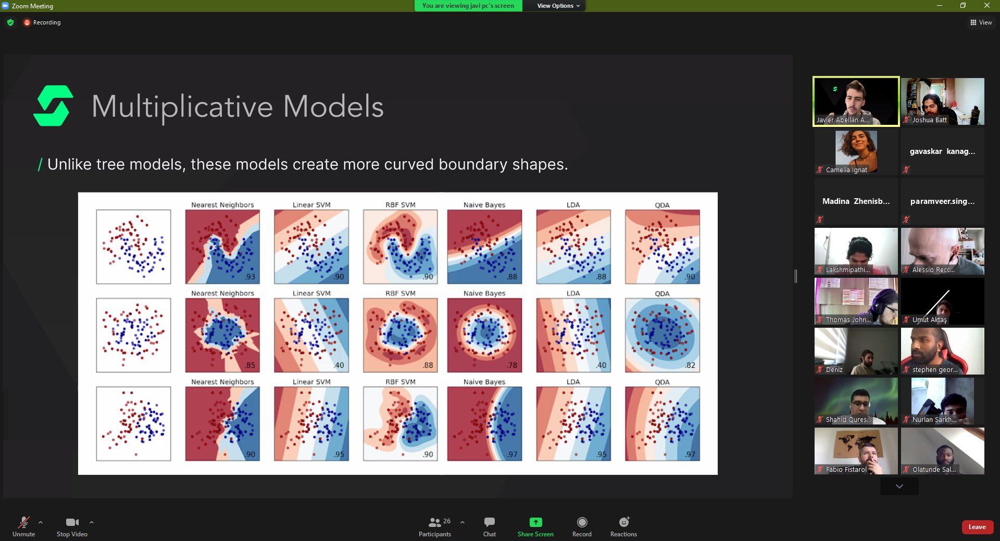 Zoom Meeting
You are viewing javi pc's screen
View Options
Recording
View
Multiplicative Models
/ Unlike tree models, these models create more curved boundary shapes.
Nearest Neighbors
Linear SVM
RBF SVM
Naive Bayes
LDA
QDA
.93
.90
.90
.88
.88
.90
Nearest Neighbors
Linear SVM
RBF SVM
Naive Bayes
LDA
QDA
.85
.40
.88
.78
.40
.82
Nearest Neighbors
Linear SVM
RBF SVM
Naive Bayes
LDA
QDA
.90
.95
.90
.97
.95
.97
Javier Abellán A...
Joshua Batt
Camelia Ignat
gavaskar kanag...
Madina Zhenisb...
paramveer.sing...
Lakshmipathi...
Alessio Recc...
Thomas John...
Umut Aktaş
Deniz
stephen geor...
Shahid Qures...
Nurlan Sarkh...
Fabio Fistarol
Olatunde Sal...
Unmute
Stop Video
Participants
26
Chat
Share Screen
Record
Reactions
Leave